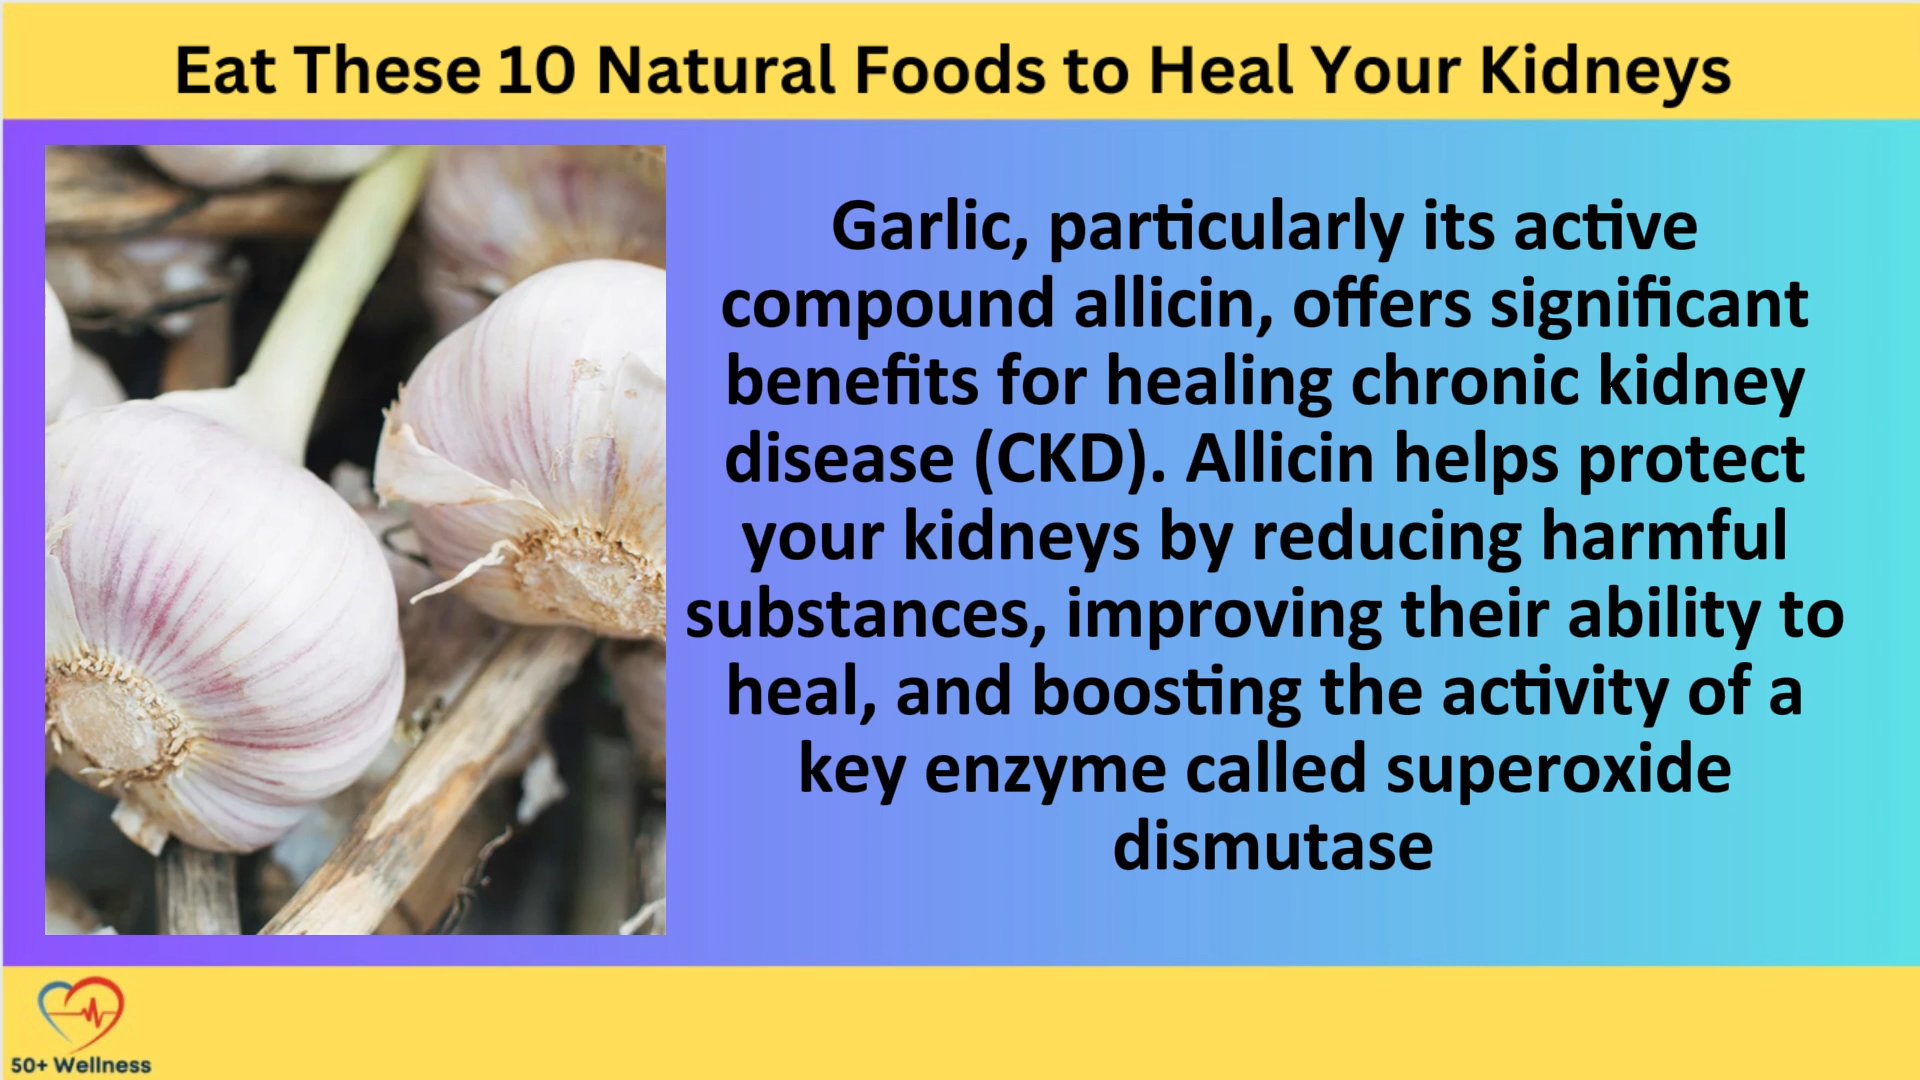 Eat These 10 Natural Foods to Heal Your Kidneys
Garlic, particularly its active
compound allicin, offers significant
benefits for healing chronic kidney
disease (CKD). Allicin helps protect
your kidneys by reducing harmful
substances, improving their ability to
heal, and boosting the activity of a
key enzyme called superoxide
dismutase
50+ Wellness